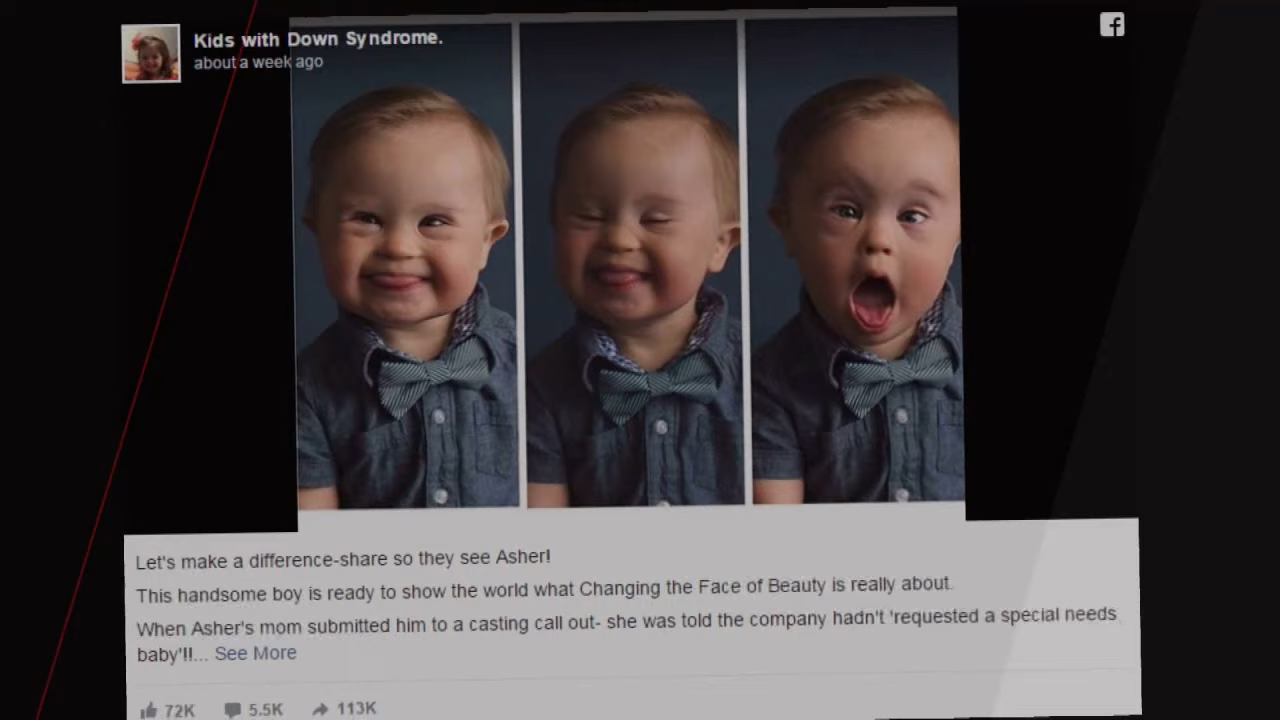 Kids with Down Syndrome.
about a week ago
Let's make a difference-share so they see Asher!
This handsome boy is ready to show the world what Changing the Face of Beauty is really about.
When Asher's mom submitted him to a casting call out- she was told the company hadn't 'requested a special needs
baby'!!... See More
72K 5.5K 113K